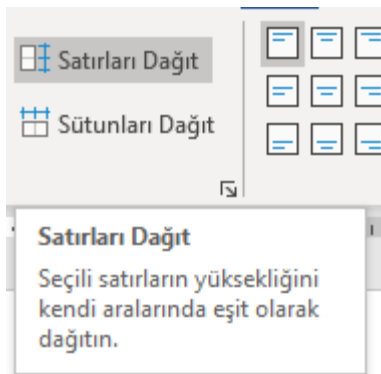 Satırları Dağıt
Sütunları Dağıt
Satırları Dağıt
Seçili satırların yüksekliğini
kendi aralarında eşit olarak
dağıtın.